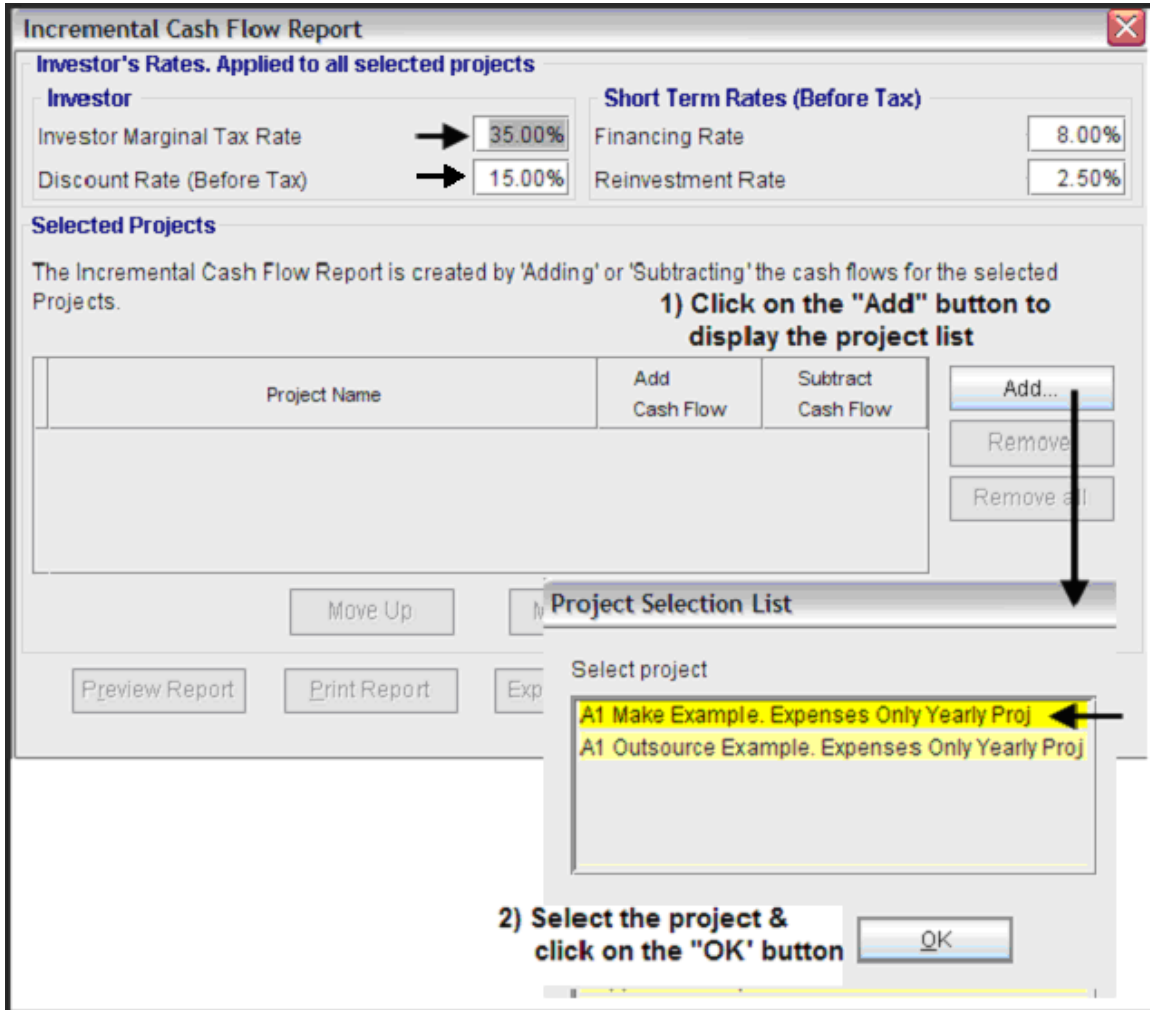 Incremental Cash Flow Report
Investor's Rates. Applied to all selected projects
Investor
Short Term Rates (Before Tax)
Investor Marginal Tax Rate
35.00%
Financing Rate
8.00%
Discount Rate (Before Tax)
15.00%
Reinvestment Rate
2.50%
Selected Projects
The Incremental Cash Flow Report is created by 'Adding' or 'Subtracting' the cash flows for the selected
Projects.
1) Click on the "Add" button to
display the project list
Project Name
Add
Cash Flow
Subtract
Cash Flow
Add...
Remove
Remove all
Move Up
Project Selection List
Select project
Preview Report
Print Report
Exp
A1 Make Example. Expenses Only Yearly Proj
A1 Outsource Example. Expenses Only Yearly Proj
2) Select the project &
click on the "OK' button
OK